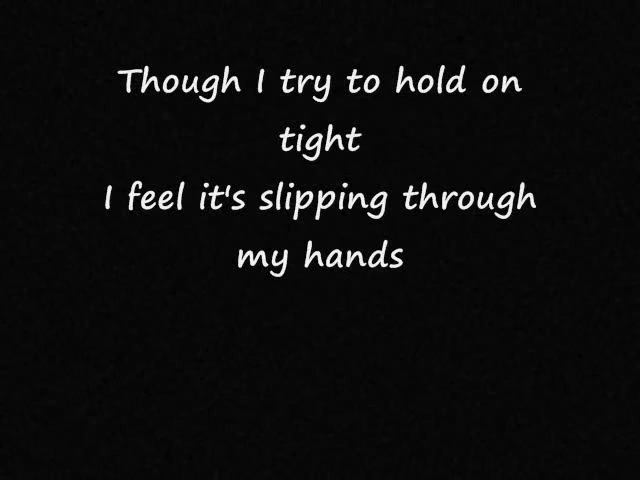 Though I try to hold on
tight
I feel it's slipping through
my hands